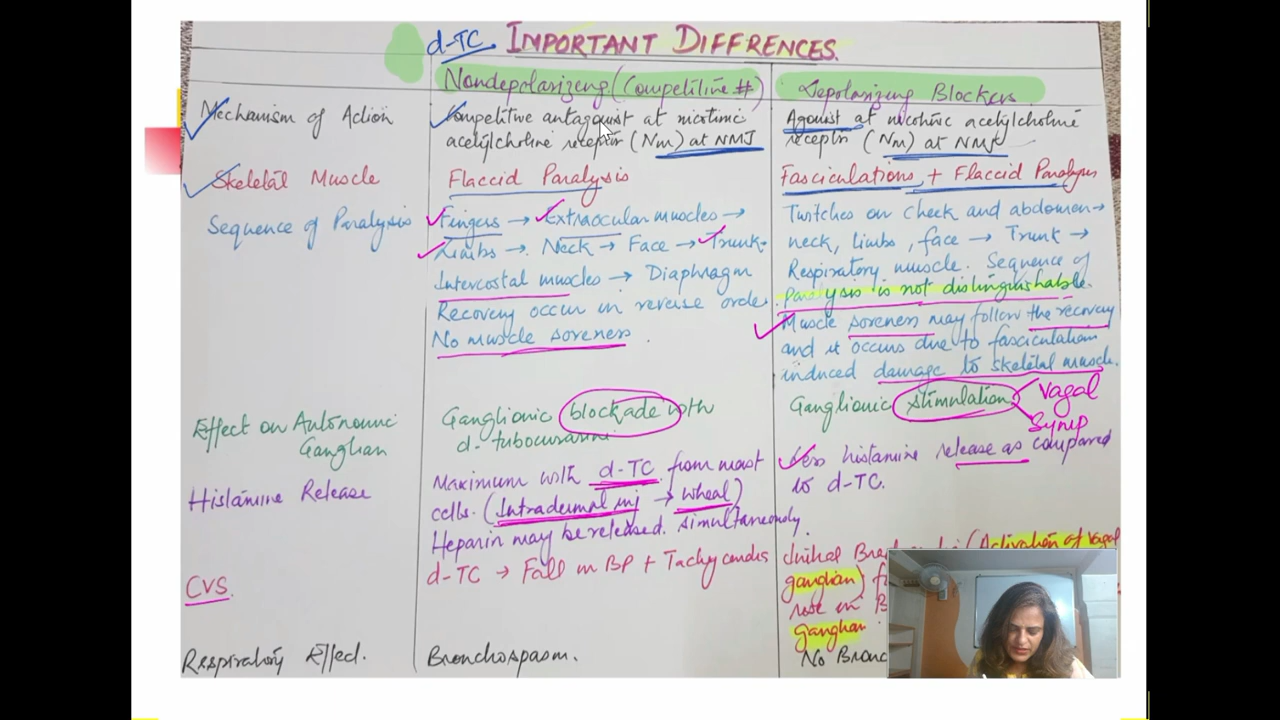 d-TC IMPORTANT DIFFRENCES.
Nondepolarizing (Competitive #)
Depolarizing Blockers
Mechanism of Action
Competitive antagonist at nicotinic
acetylcholine receptor (Nm) at NMJ
Agonist at nicotinic acetylcholine
receptor (Nm) at NMJ
Skeletal Muscle
Flaccid Paralysis
Fasciculations, + Flaccid Paralysis
Sequence of Paralysis
Fingers → Extraocular muscles →
Limbs → Neck → Face → Trunk-
Intercostal muscles → Diaphragm
Recovery occur in reverse order.
No muscle soreness.
Twitches on cheek and abdomen→
neck, limbs, face → Trunk →
Respiratory muscle. Sequence of
Paralysis is not distinguishable.
Muscle soreness may follow the recovery
and it occurs due to fasciculation
induced damage to skeletal muscle.
Effect on Autonomic
Ganglian
Ganglionic blockade with
d-tubocurarine
Ganglionic stimulation
Vagal
Symp
Histamine Release
Maximum with d-TC from mast
cells. (Intradermal inj → wheal)
Heparin may be released simultaneously.
Less histamine release as compared
to d-TC.
CVS.
d-TC → Fall in BP + Tachycardia
Initial (Activation of Vagal
ganglian)
rise in B
ganglian
Respiratory Effect.
Bronchospasm.
No Bronc